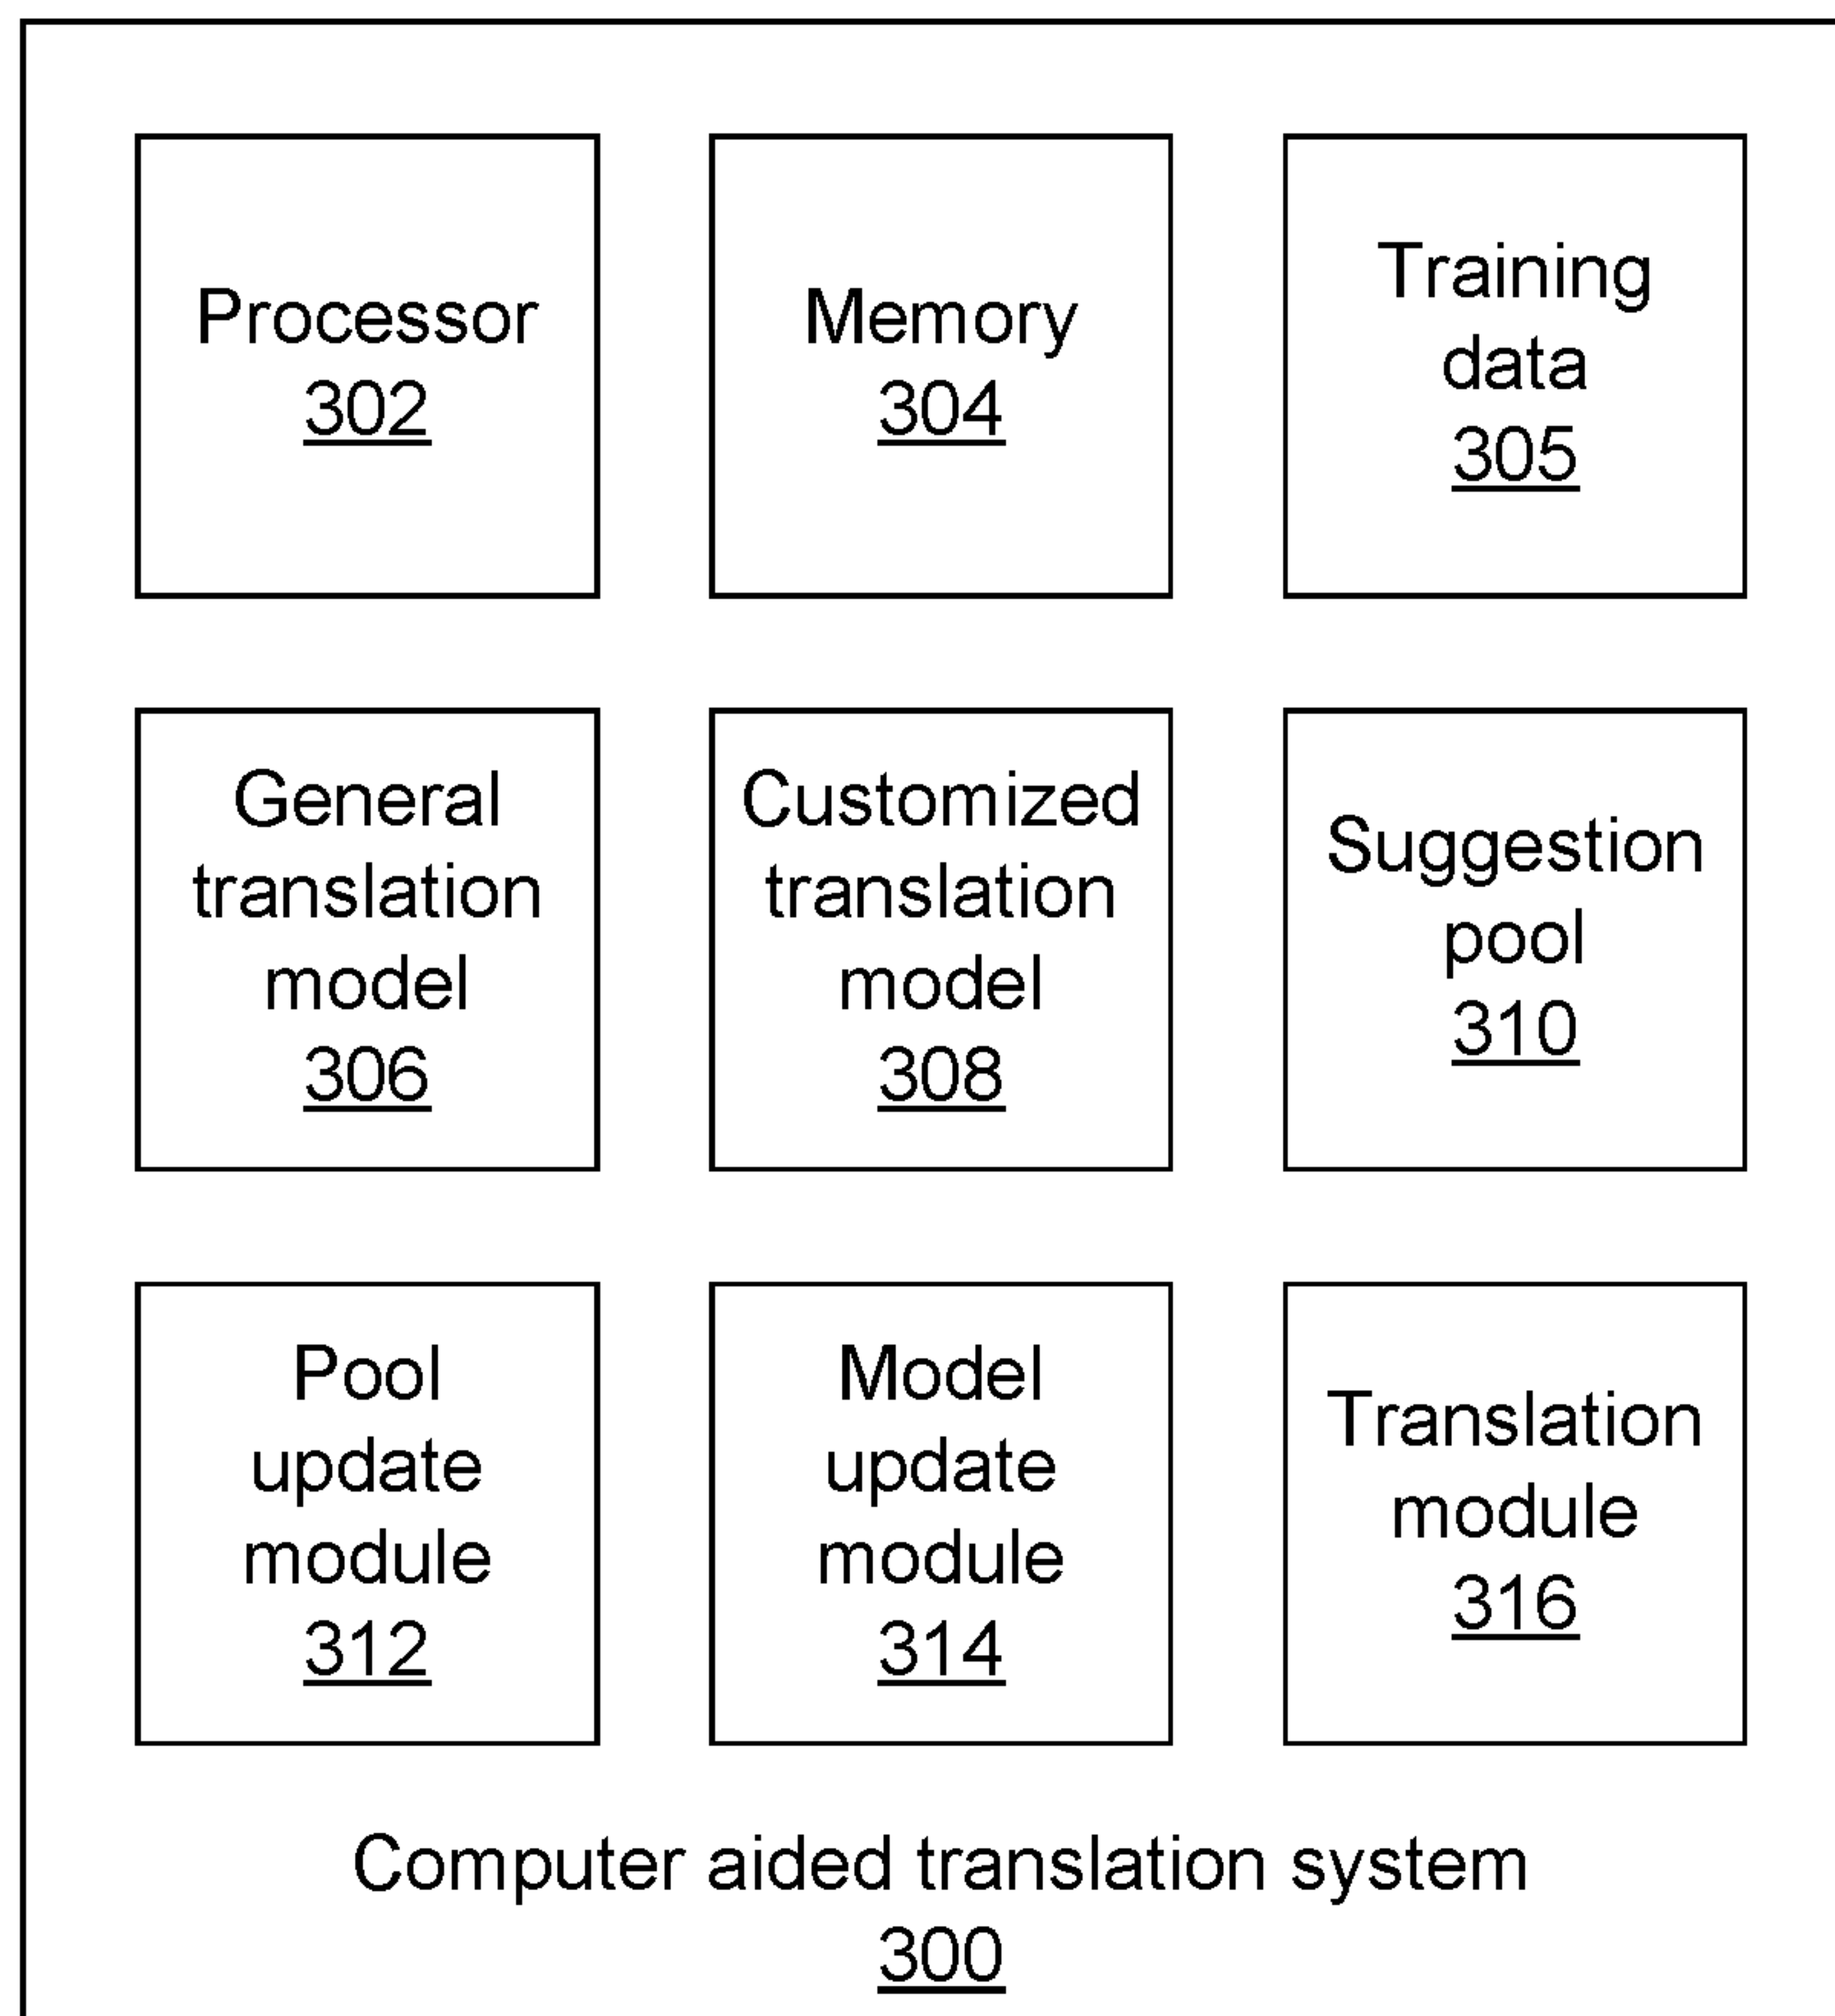 Processor
302
Memory
304
Training
data
305
General
translation
model
306
Customized
translation
model
308
Suggestion
pool
310
Pool
update
module
312
Model
update
module
314
Translation
module
316
Computer aided translation system
300